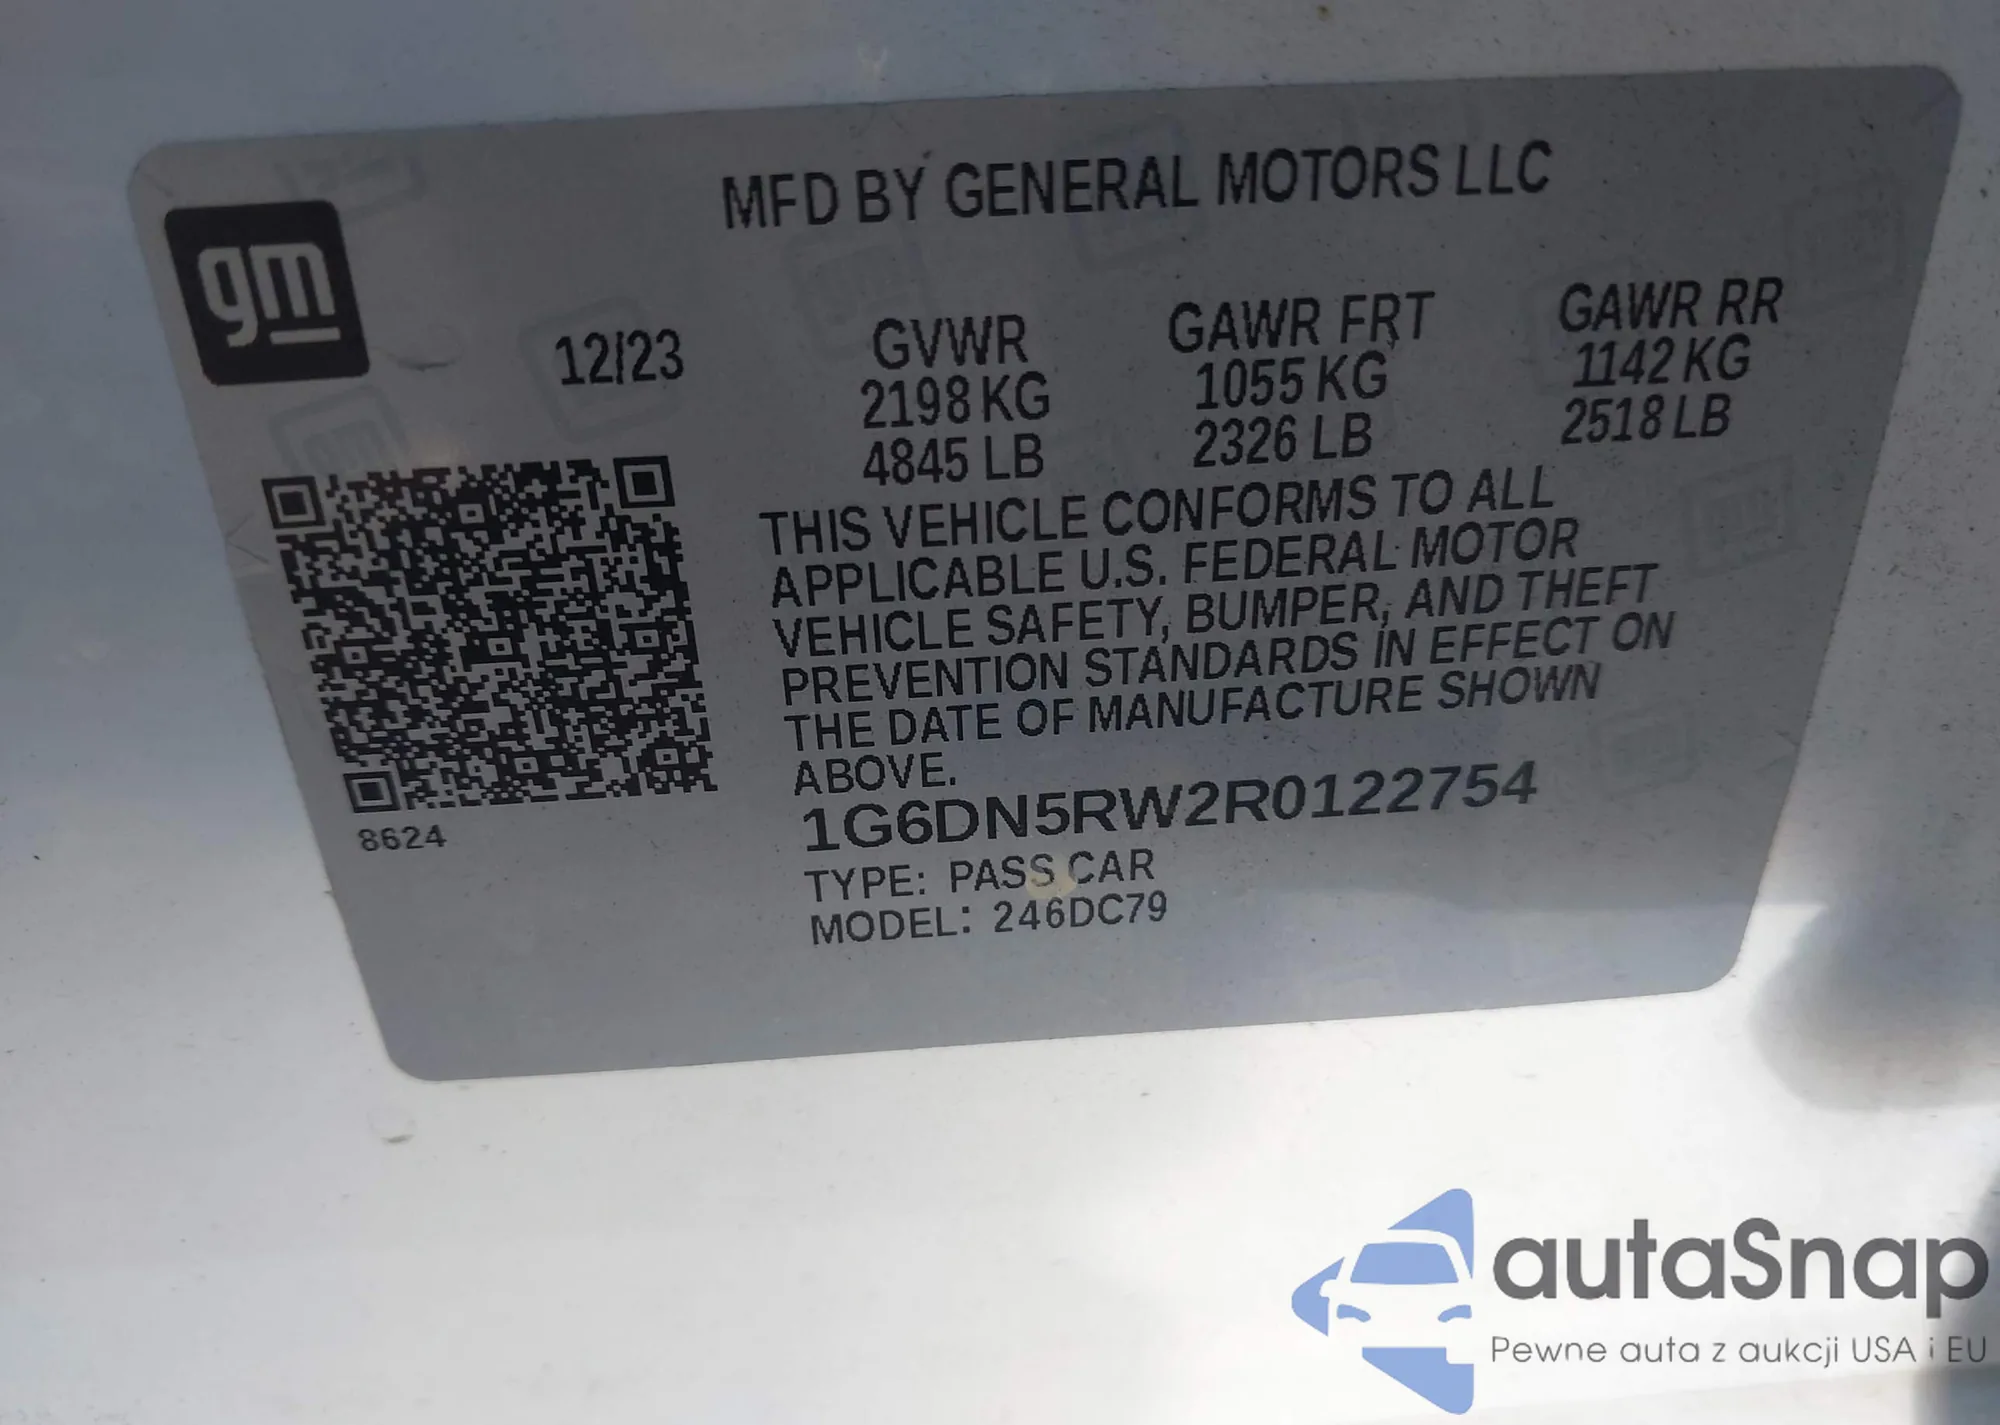 MFD BY GENERAL MOTORS LLC
gm
12/23
GVWR
2198 KG
4845 LB
GAWR FRT
1055 KG
2326 LB
GAWR RR
1142 KG
2518 LB
THIS VEHICLE CONFORMS TO ALL
APPLICABLE U.S. FEDERAL MOTOR
VEHICLE SAFETY, BUMPER, AND THEFT
PREVENTION STANDARDS IN EFFECT ON
THE DATE OF MANUFACTURE SHOWN
ABOVE.
1G6DN5RW2R0122754
8624
TYPE: PASS CAR
MODEL: 246DC79
autaSnap
Pewne auta z aukcji USA i EU